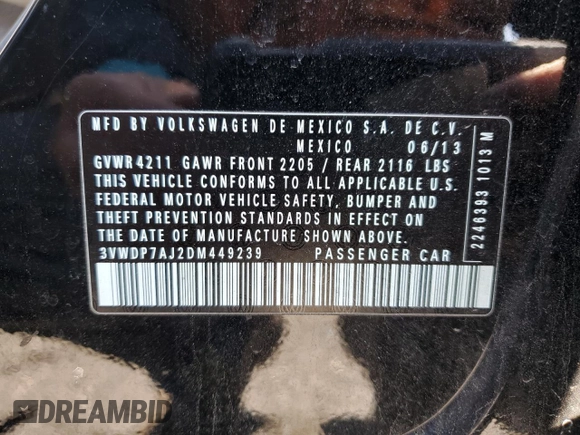 MFD BY VOLKSWAGEN DE MEXICO S.A. DE C.V.
MEXICO 06/13
GVWR 4211 GAWR FRONT 2205 / REAR 2116 LBS
THIS VEHICLE CONFORMS TO ALL APPLICABLE U.S.
FEDERAL MOTOR VEHICLE SAFETY, BUMPER AND
THEFT PREVENTION STANDARDS IN EFFECT ON
THE DATE OF MANUFACTURE SHOWN ABOVE.
3VWDP7AJ2DM449239 PASSENGER CAR
2246393 1013 M
DREAMBID